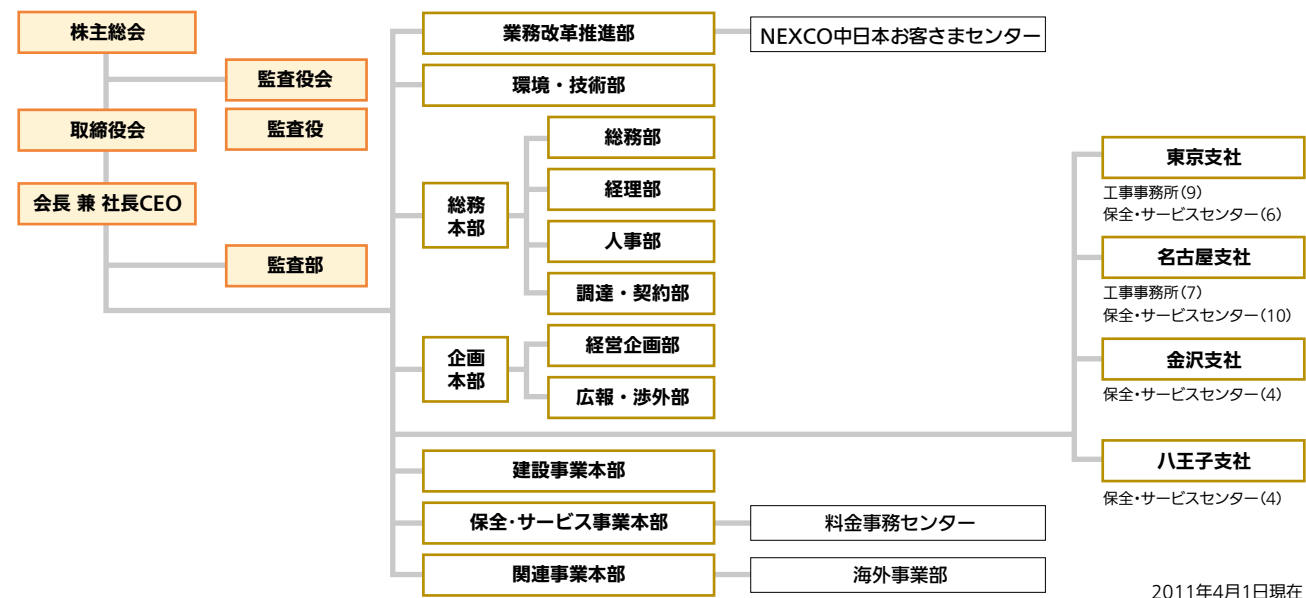 株主総会
監査役会
取締役会
監査役
会長 兼 社長CEO
監査部
業務改革推進部
NEXCO中日本お客さまセンター
環境・技術部
総務
本部
総務部
経理部
人事部
調達・契約部
企画
本部
経営企画部
広報・渉外部
建設事業本部
保全・サービス事業本部
料金事務センター
関連事業本部
海外事業部
東京支社
工事事務所(9)
保全・サービスセンター(6)
名古屋支社
工事事務所(7)
保全・サービスセンター(10)
金沢支社
保全・サービスセンター(4)
八王子支社
保全・サービスセンター(4)
2011年4月1日現在